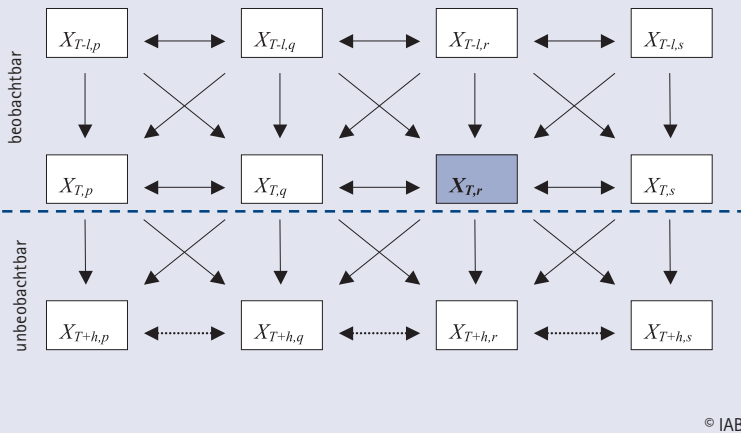 beobachtbar
X_{T-l,p} X_{T-l,q} X_{T-l,r} X_{T-l,s}
X_{T,p} X_{T,q} X_{T,r} X_{T,s}
unbeobachtbar
X_{T+h,p} X_{T+h,q} X_{T+h,r} X_{T+h,s}
© IAB